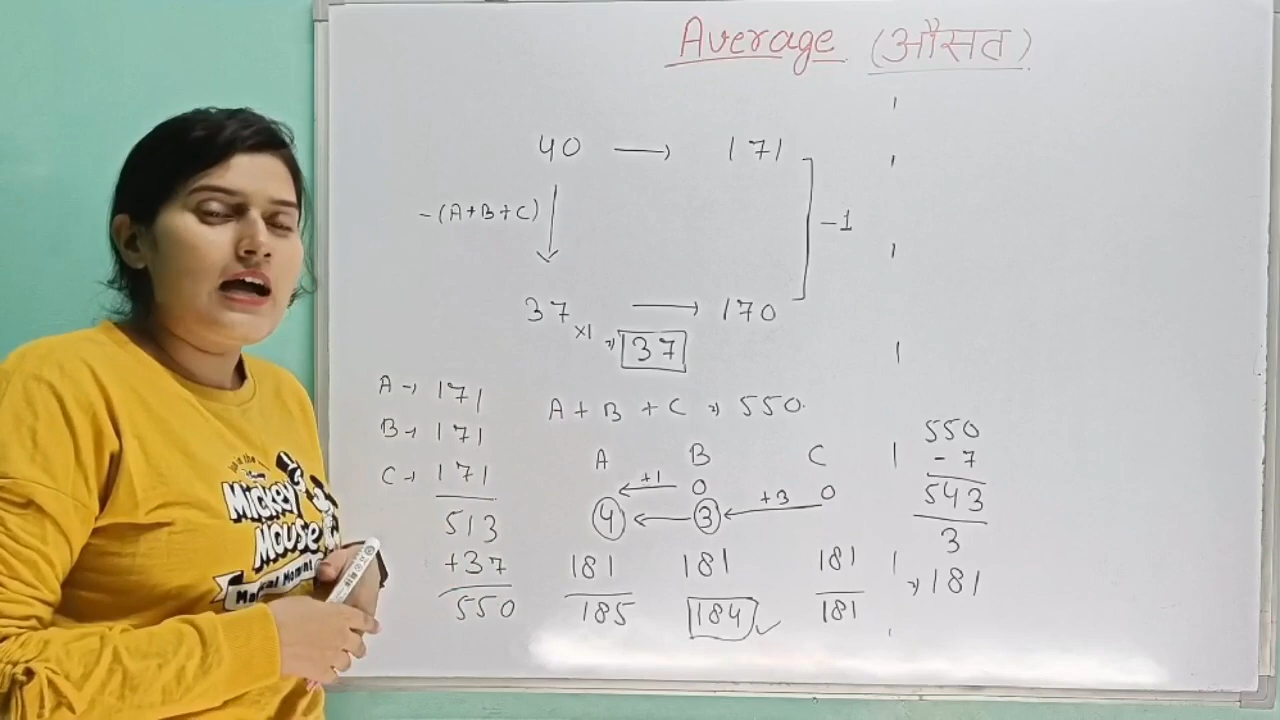 Average (औसत)
40 → 171
-(A+B+C)
-1
37 → 170
×1 ⇒ 37
A → 171
B → 171
C → 171
513
+37
550
A + B + C ⇒ 550
A B C
+1 0 +3 0
4 ← 3
181 181 181
185 184 ✓ 181
550
- 7
543
3
⇒ 181
Mickey
Mouse